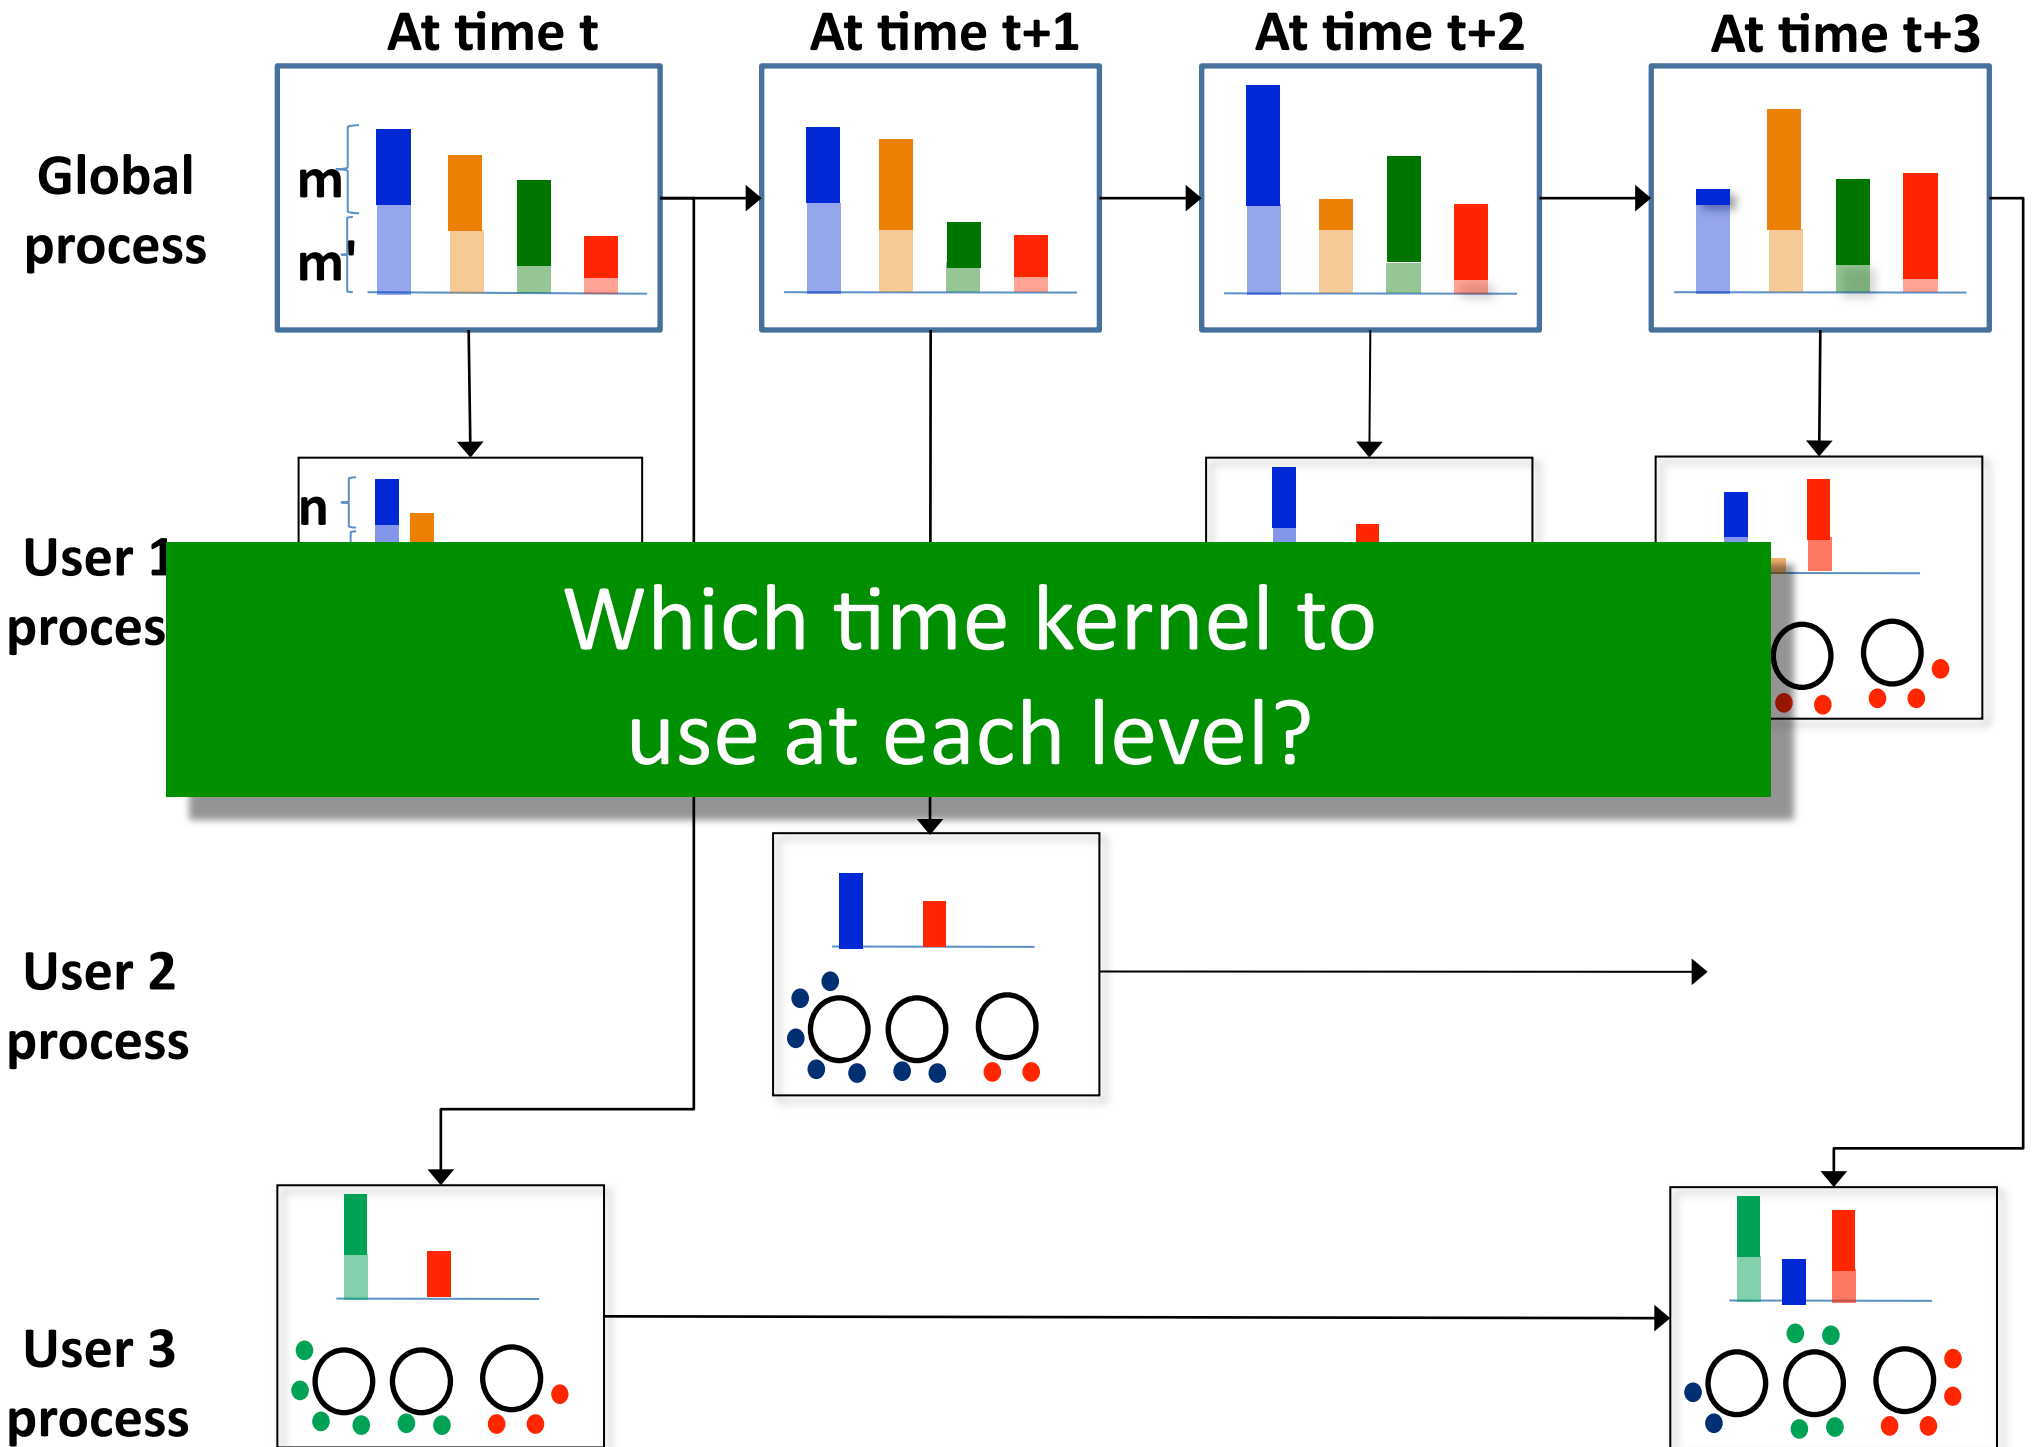 At time t
At time t+1
At time t+2
At time t+3
Global
process
m
m'
n
User 1
proces
Which time kernel to
use at each level?
User 2
process
User 3
process